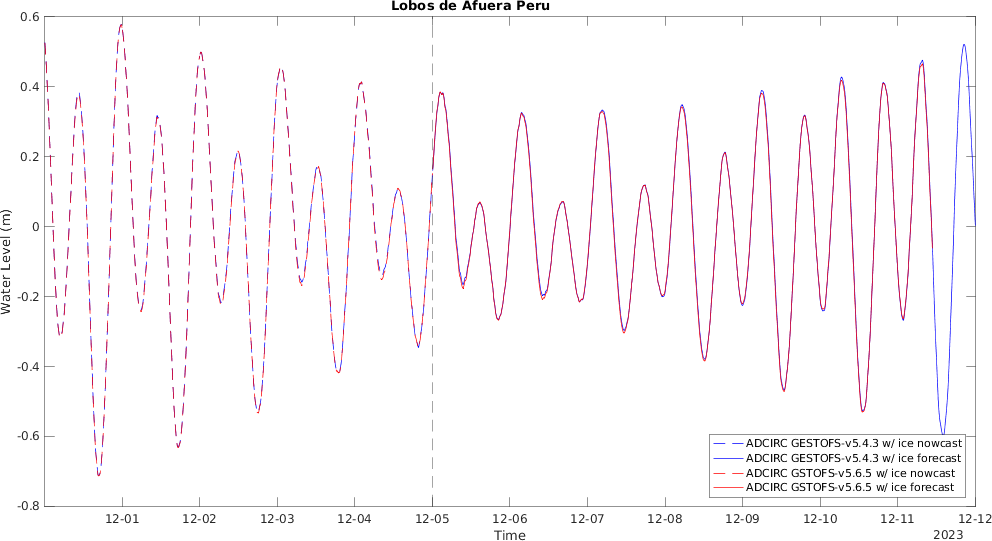 Lobos de Afuera Peru
0.6
0.4
0.2
0
-0.2
-0.4
-0.6
-0.8
Water Level (m)
ADCIRC GESTOFS-v5.4.3 w/ ice nowcast
ADCIRC GESTOFS-v5.4.3 w/ ice forecast
ADCIRC GSTOFS-v5.6.5 w/ ice nowcast
ADCIRC GSTOFS-v5.6.5 w/ ice forecast
12-01 12-02 12-03 12-04 12-05 12-06 12-07 12-08 12-09 12-10 12-11 12-12
Time
2023